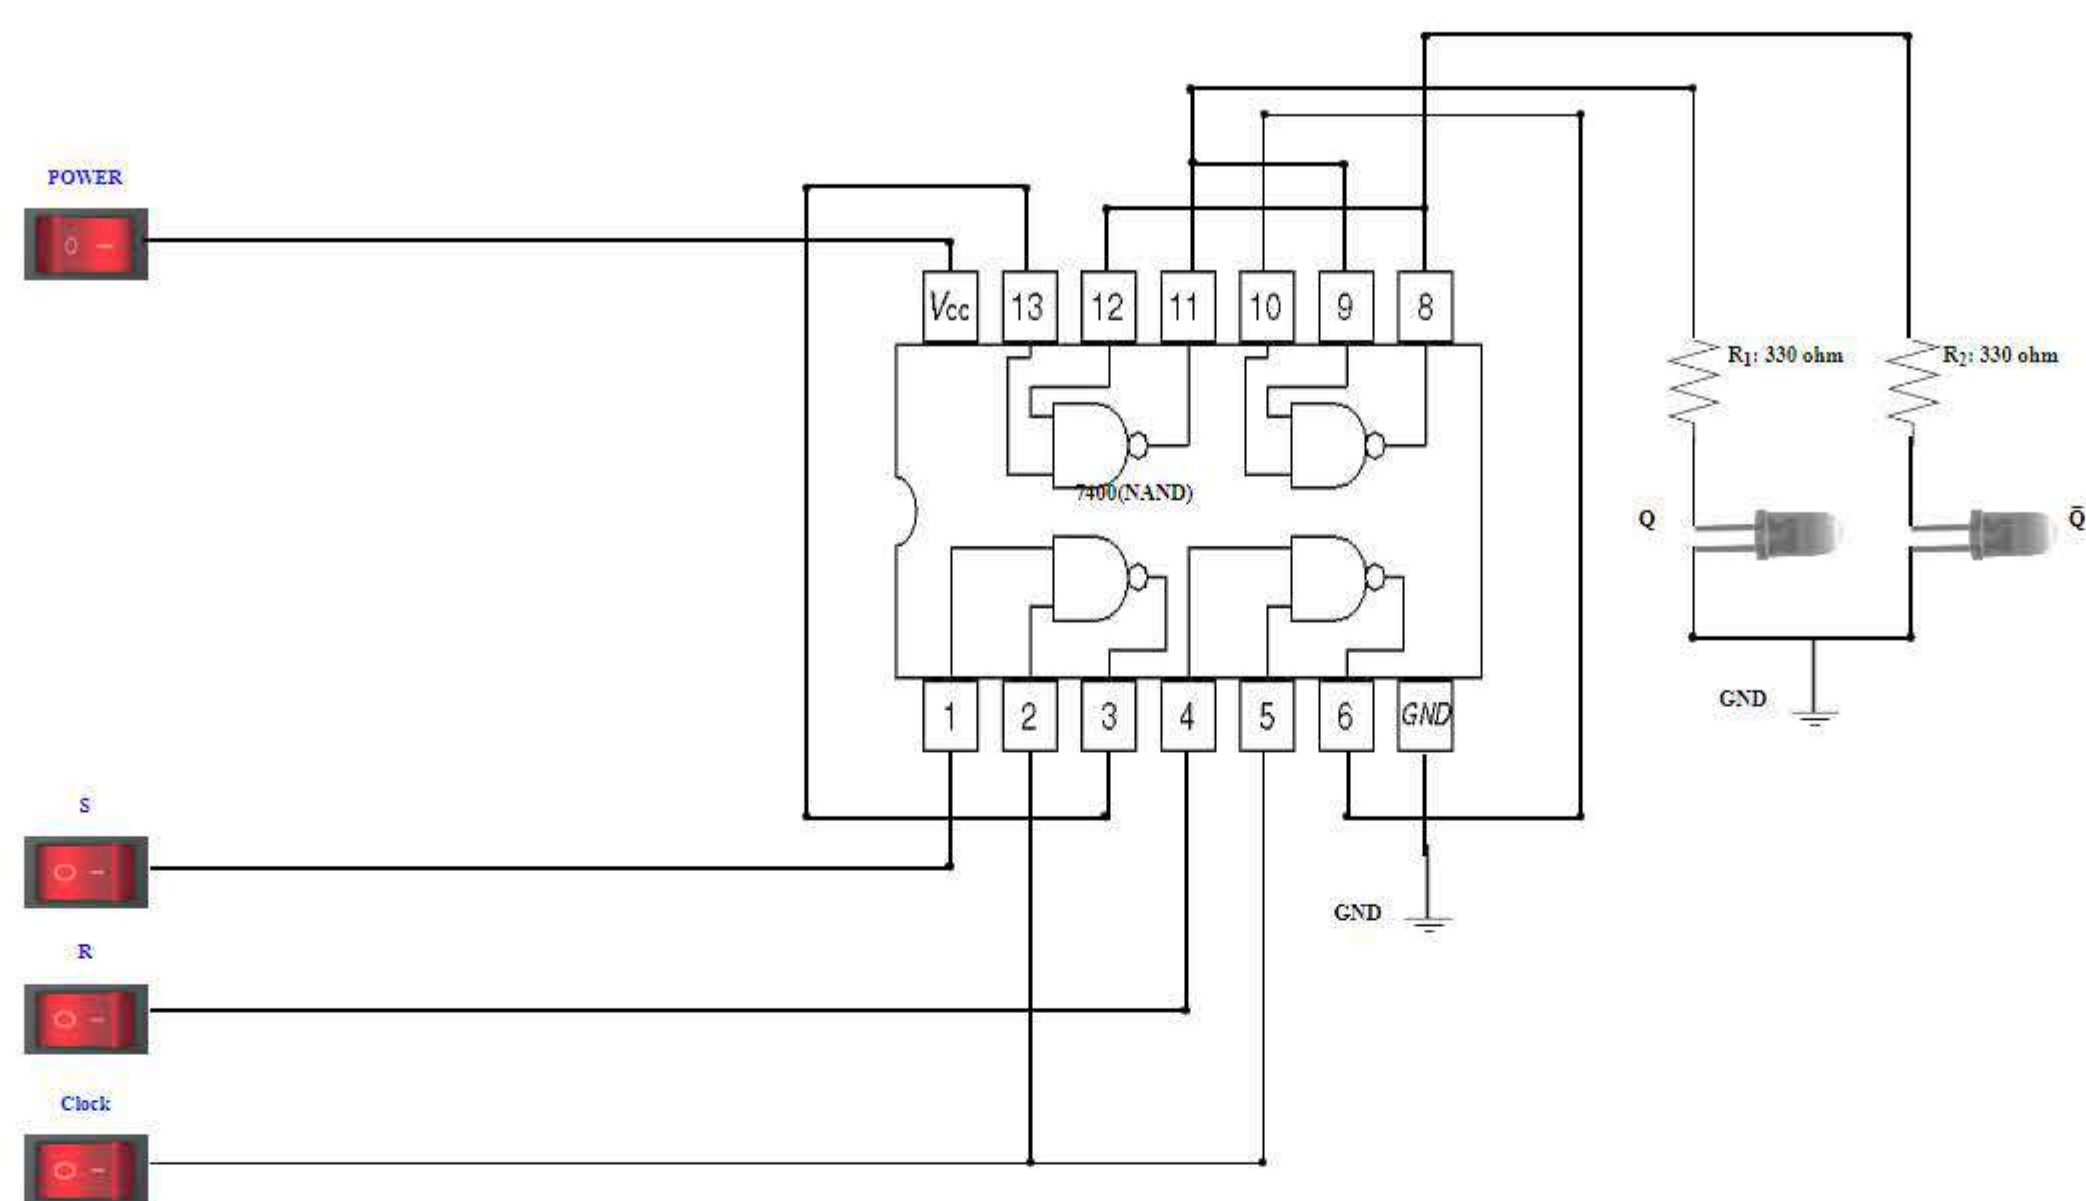 POWER
0 –
Vcc 13 12 11 10 9 8
R1: 330 ohm
R2: 330 ohm
7400(NAND)
Q
Q̄
1 2 3 4 5 6 GND
GND
S
O –
GND
R
O –
Clock
O –